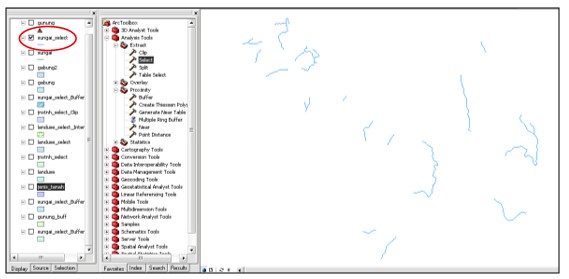 gunung
sungai_select
sungai
gabung2
gabung
sungai_select_Buffer
jnstnh_select_Clip
landuse_select_Inter
landuse_select
jnstnh_select
landuse
jenis_tanah
sungai_select_Buffer
gunung_buff
sungai_select_Buffer
Display Source Selection
ArcToolbox
3D Analyst Tools
Analysis Tools
Extract
Clip
Select
Split
Table Select
Overlay
Proximity
Buffer
Create Thiessen Poly
Generate Near Table
Multiple Ring Buffer
Near
Point Distance
Statistics
Cartography Tools
Conversion Tools
Data Interoperability Tools
Data Management Tools
Geocoding Tools
Geostatistical Analyst Tools
Linear Referencing Tools
Mobile Tools
Multidimension Tools
Network Analyst Tools
Samples
Schematics Tools
Server Tools
Spatial Analyst Tools
Spatial Statistics Tools
Favorites Index Search Results